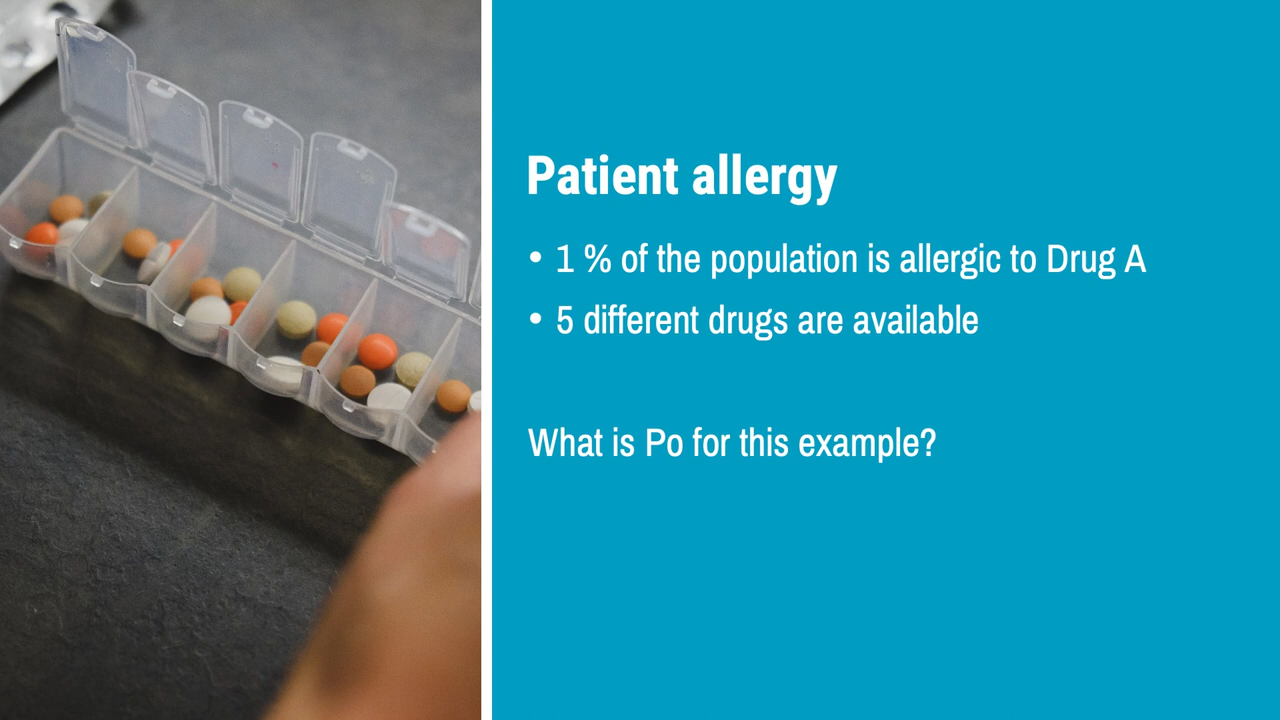 Patient allergy
• 1 % of the population is allergic to Drug A
• 5 different drugs are available
What is Po for this example?